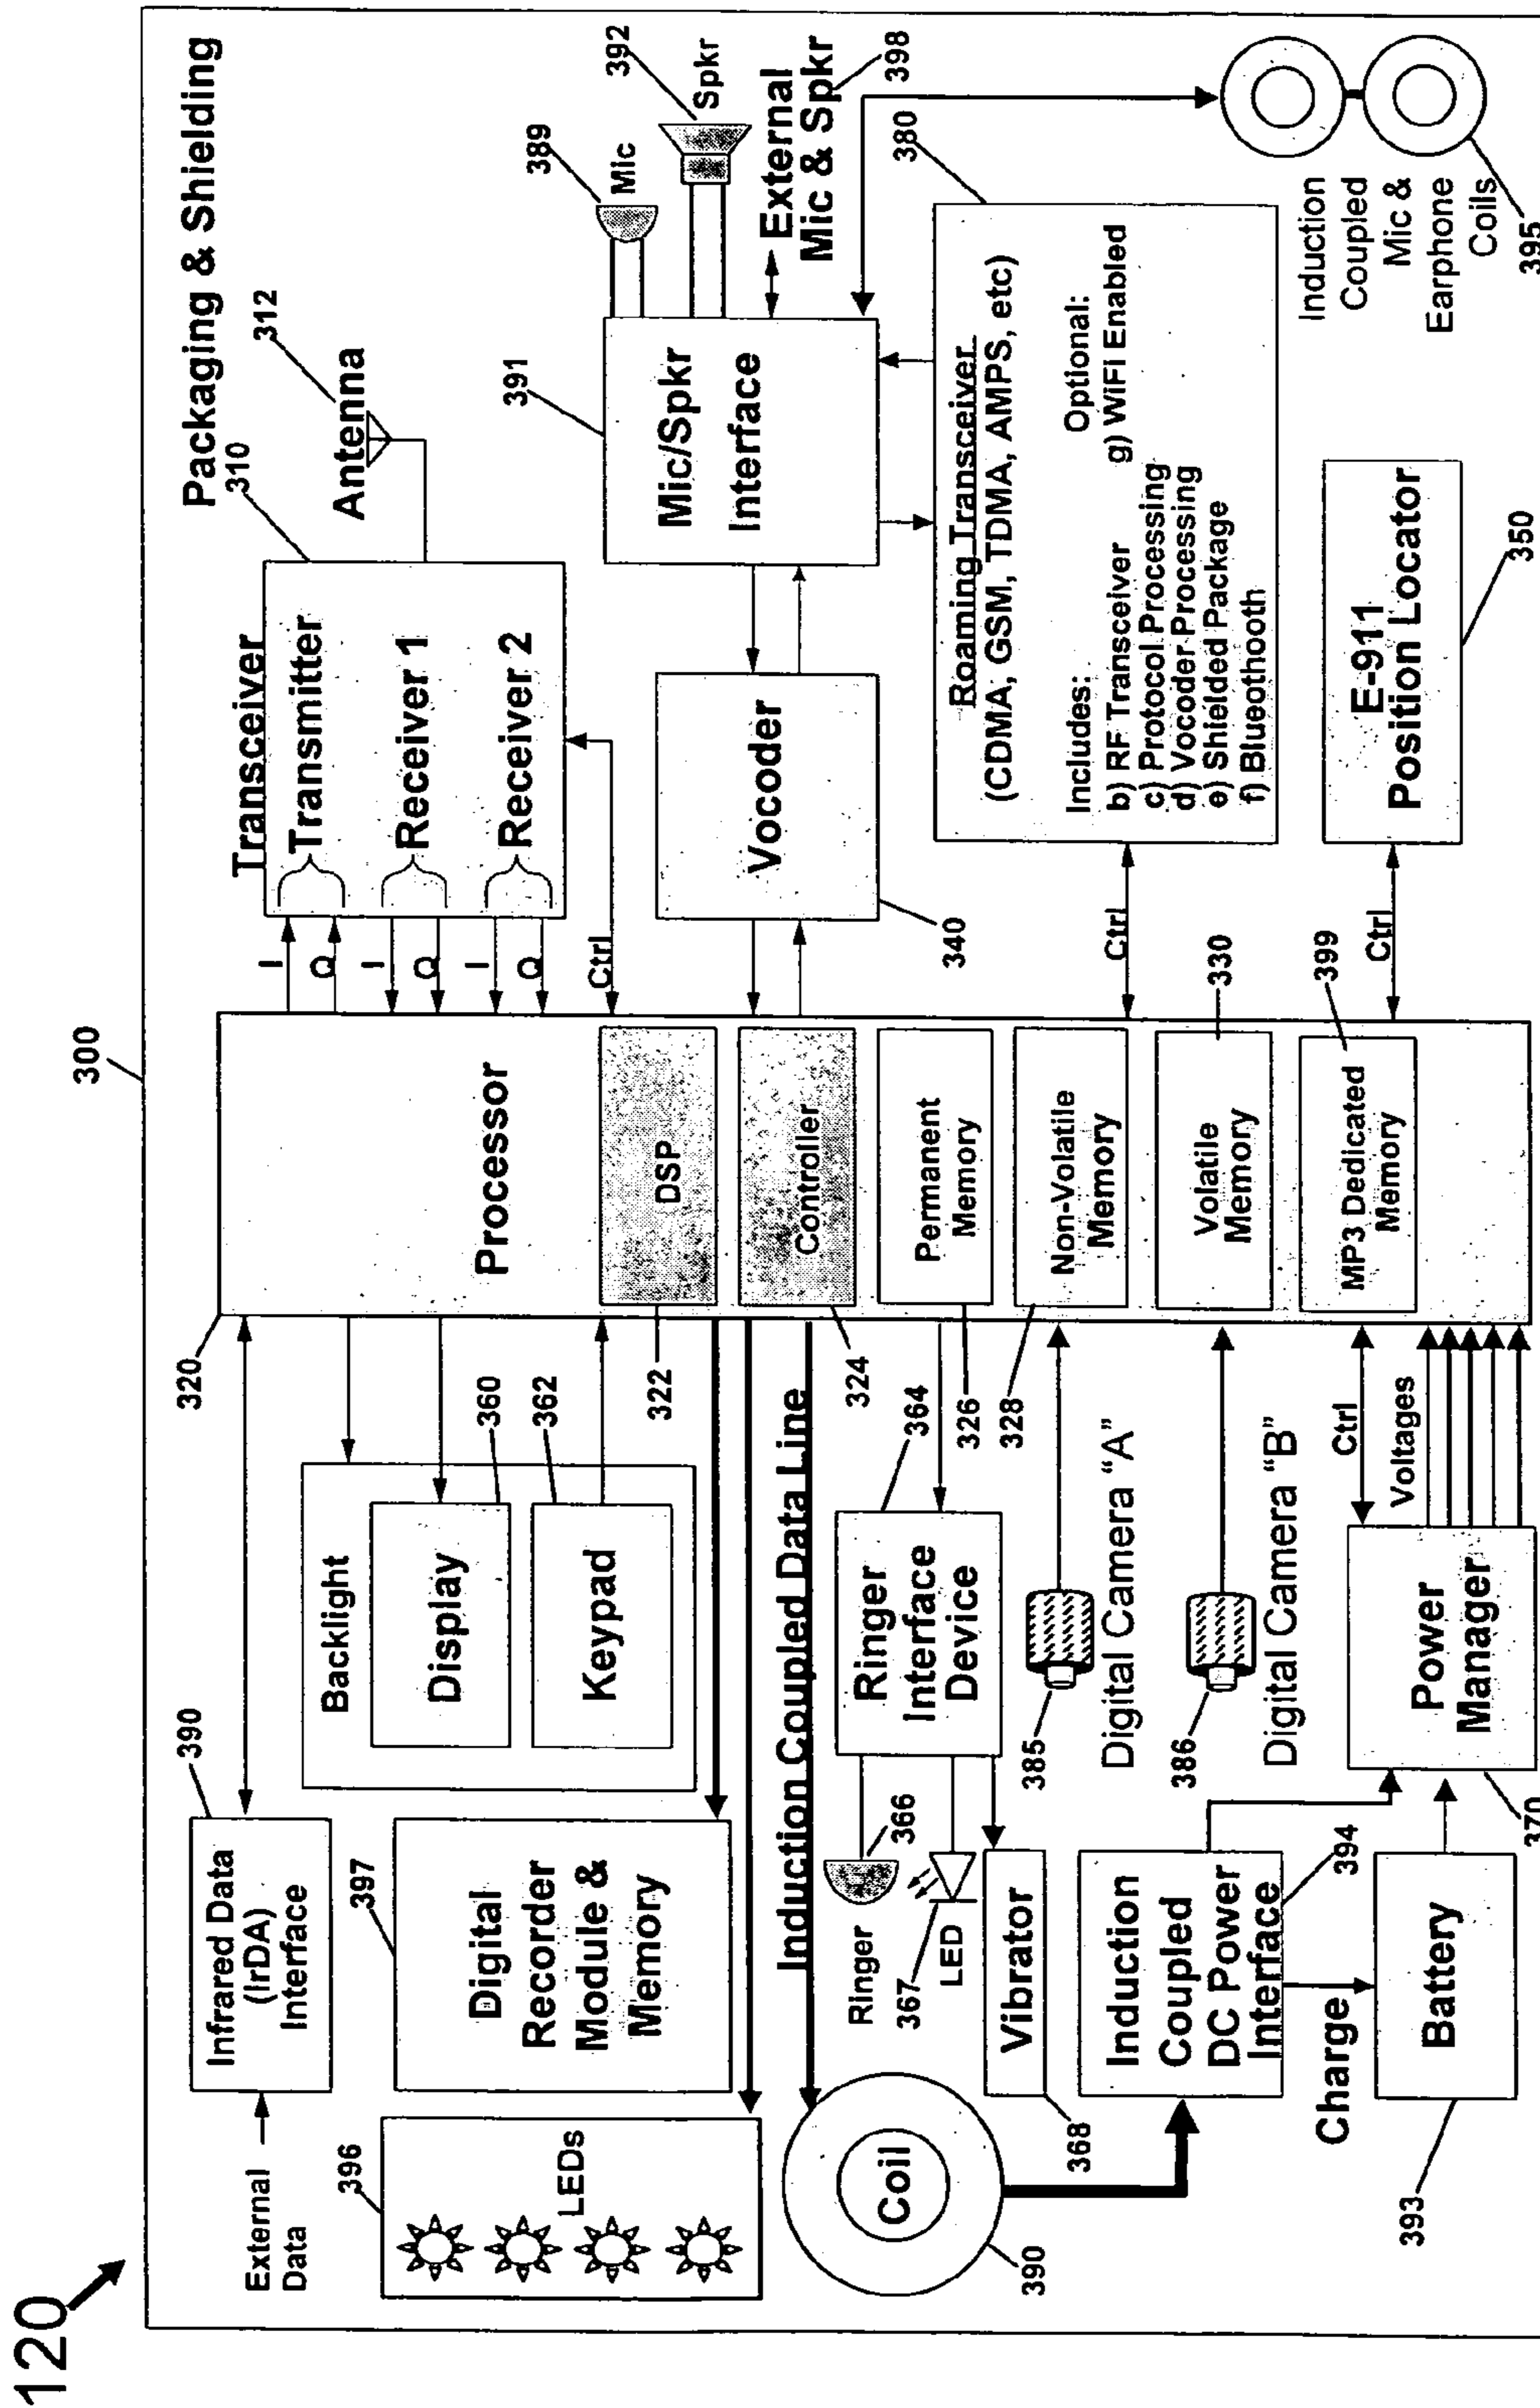 120
300
Packaging & Shielding
External
Data
Infrared Data
(IrDA)
Interface
390
320
Processor
Transceiver
310
Transmitter
Receiver 1
Receiver 2
I
Q
I
Q
I
Q
Ctrl
Antenna
312
396
LEDs
397
Digital
Recorder
Module &
Memory
Backlight
Display
360
Keypad
362
DSP
322
Controller
324
Permanent
Memory
326
Non-Volatile
Memory
328
Volatile
Memory
330
MP3 Dedicated
Memory
399
Vocoder
340
Mic/Spkr
Interface
391
389
Mic
392
Spkr
External
Mic & Spkr
398
Induction Coupled Data Line
Coil
390
Ringer
366
367
LED
Vibrator
368
Ringer
Interface
Device
364
385
Digital Camera "A"
386
Digital Camera "B"
Roaming Transceiver
(CDMA, GSM, TDMA, AMPS, etc)
380
Includes:
b) RF Transceiver
c) Protocol Processing
d) Vocoder Processing
e) Shielded Package
f) Blueothooth
Optional:
g) WiFi Enabled
Ctrl
E-911
Position Locator
350
Ctrl
Induction
Coupled
Mic &
Earphone
Coils
395
Induction
Coupled
DC Power
Interface
394
Charge
Battery
393
Power
Manager
370
Ctrl
Voltages